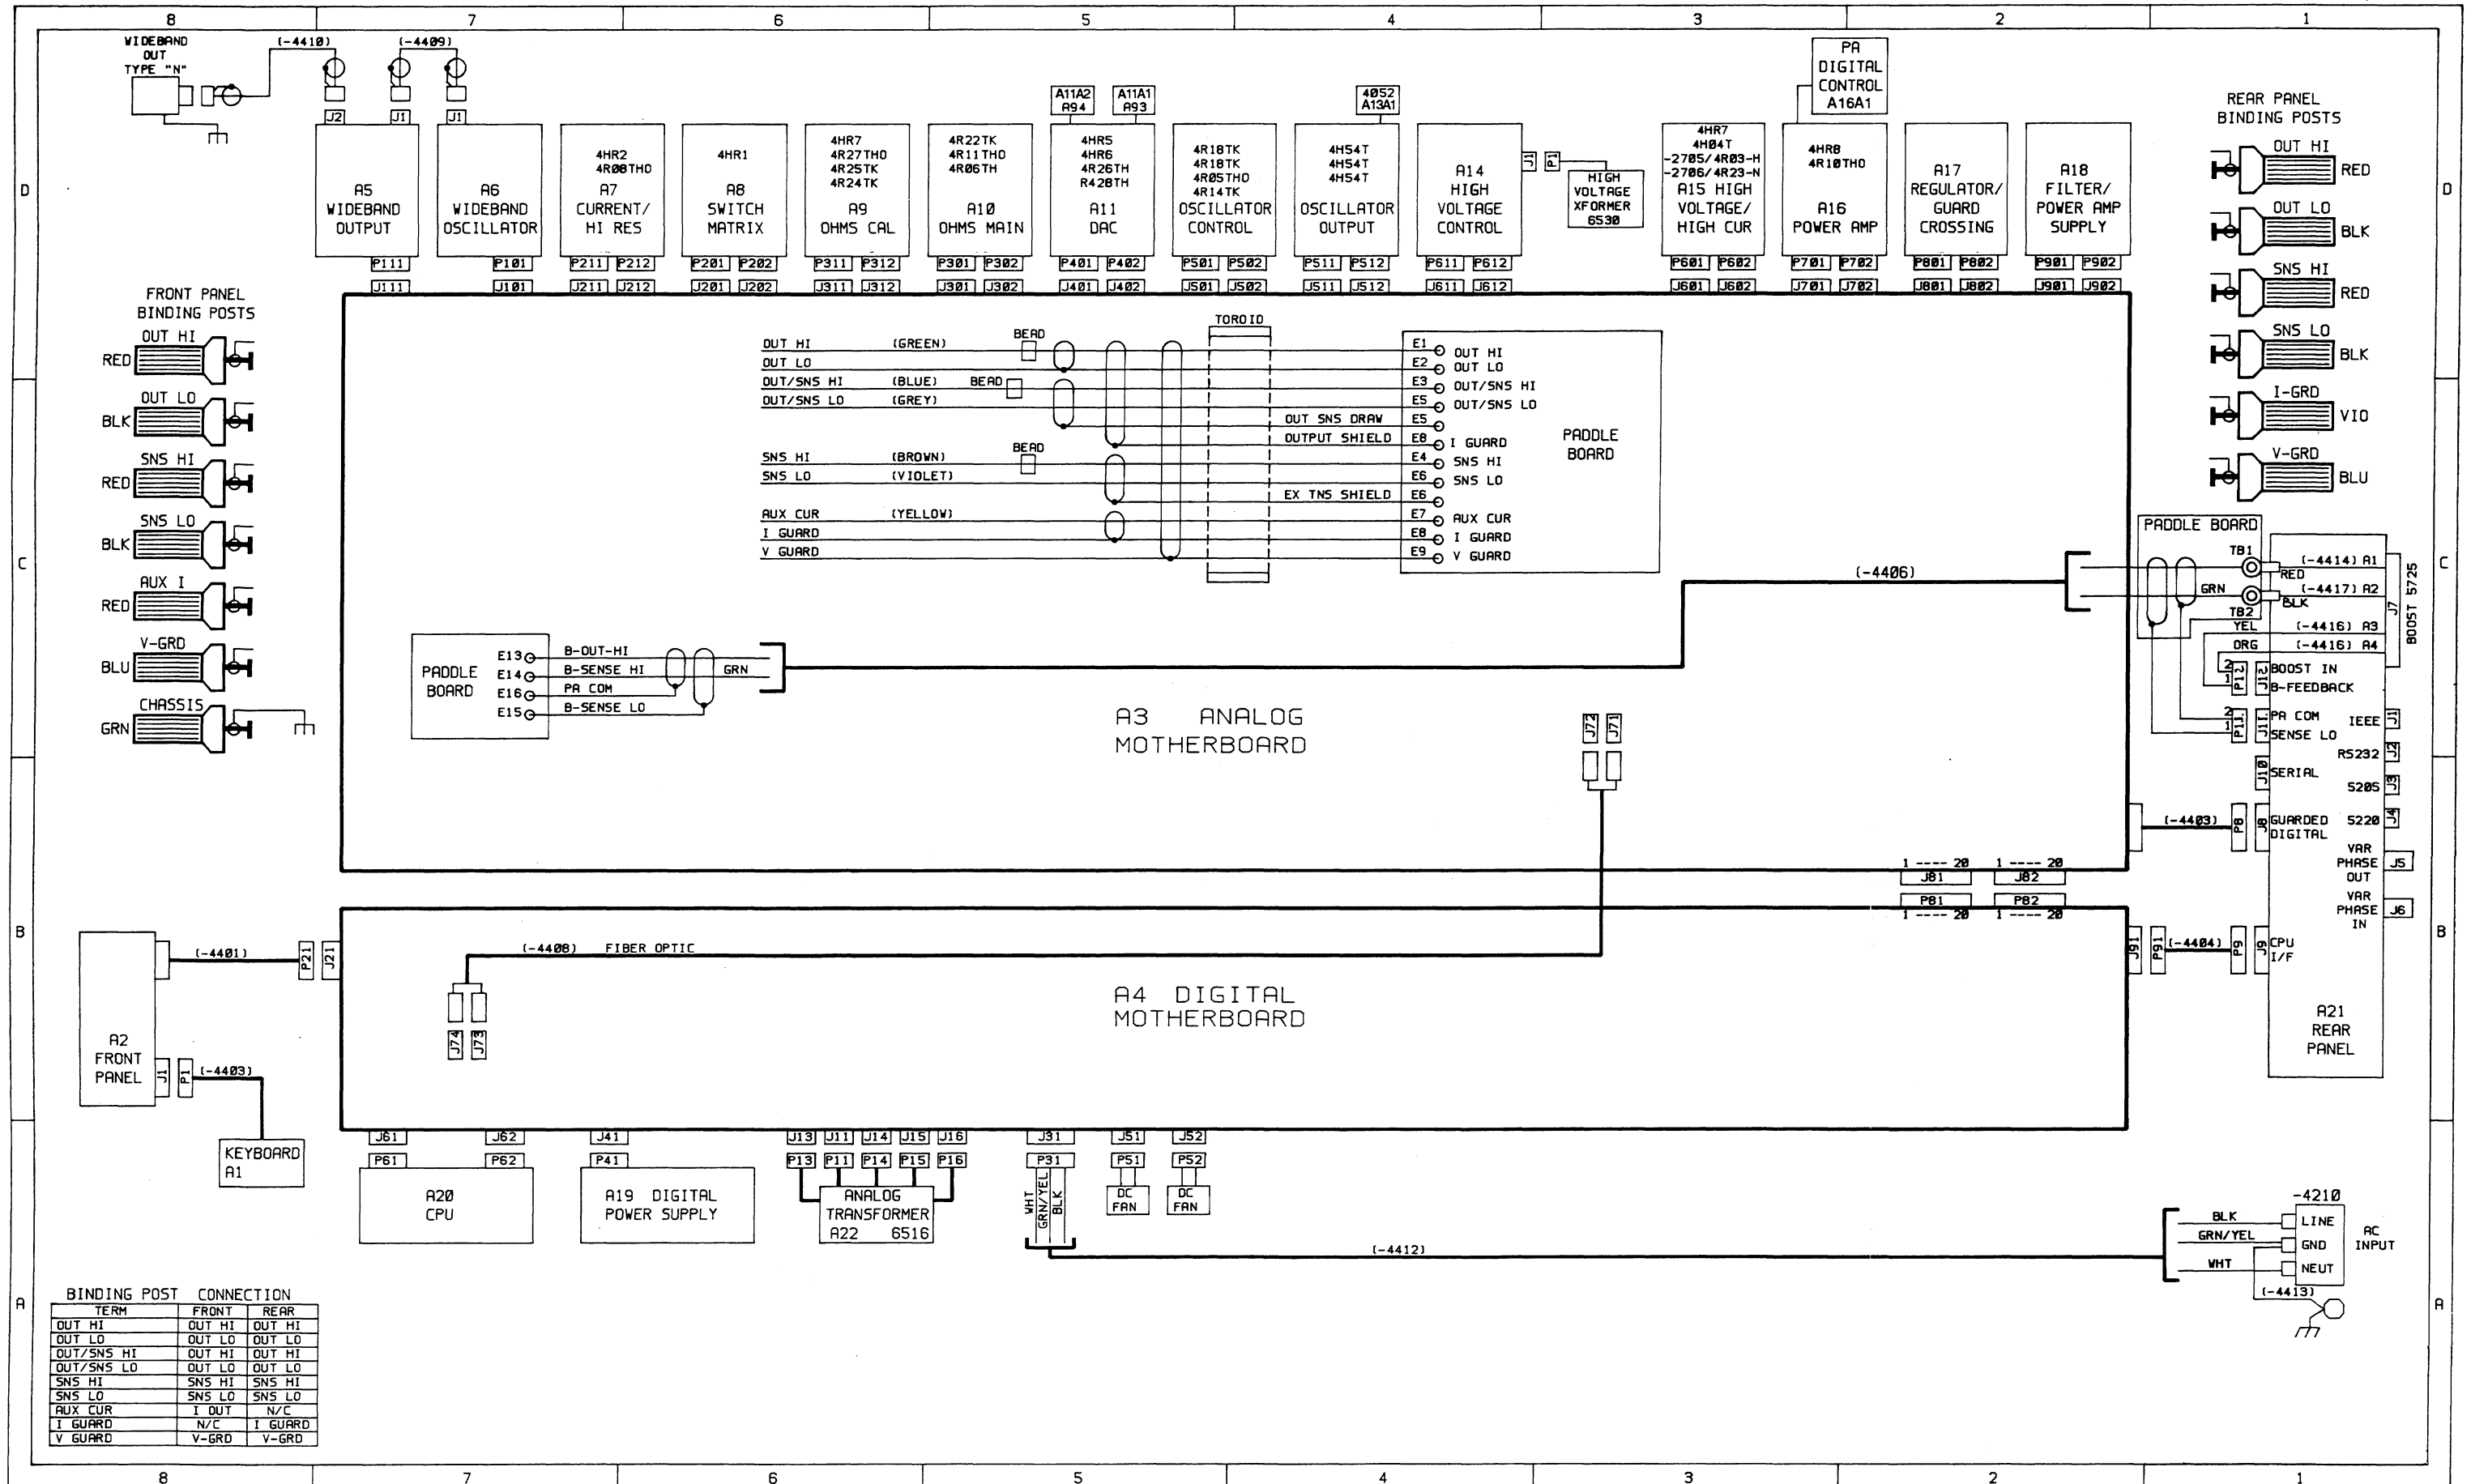 8 7 6 5 4 3 2 1
WIDEBAND
OUT
TYPE "N"
(-4410)
(-4409)
J2
J1
J1
A5
WIDEBAND
OUTPUT
A6
WIDEBAND
OSCILLATOR
4HR2
4R08THO
A7
CURRENT/
HI RES
4HR1
A8
SWITCH
MATRIX
4HR7
4R27THO
4R25TK
4R24TK
A9
OHMS CAL
4R22TK
4R11THO
4R06TH
A10
OHMS MAIN
A11A2
A94
A11A1
A93
4HR5
4HR6
4R26TH
R428TH
A11
DAC
4R18TK
4R18TK
4R05THO
4R14TK
OSCILLATOR
CONTROL
4052
A13A1
4H54T
4H54T
4H54T
OSCILLATOR
OUTPUT
A14
HIGH
VOLTAGE
CONTROL
J1
P1
HIGH
VOLTAGE
XFORMER
6530
4HR7
4H04T
-2705/4R03-H
-2706/4R23-N
A15 HIGH
VOLTAGE/
HIGH CUR
PA
DIGITAL
CONTROL
A16A1
4HR8
4R10THO
A16
POWER AMP
A17
REGULATOR/
GUARD
CROSSING
A18
FILTER/
POWER AMP
SUPPLY
P111 P101 P211 P212 P201 P202 P311 P312 P301 P302 P401 P402 P501 P502 P511 P512 P611 P612 P601 P602 P701 P702 P801 P802 P901 P902
J111 J101 J211 J212 J201 J202 J311 J312 J301 J302 J401 J402 J501 J502 J511 J512 J611 J612 J601 J602 J701 J702 J801 J802 J901 J902
REAR PANEL
BINDING POSTS
OUT HI
RED
OUT LO
BLK
SNS HI
RED
SNS LO
BLK
I-GRD
VIO
V-GRD
BLU
FRONT PANEL
BINDING POSTS
OUT HI
RED
OUT LO
BLK
SNS HI
RED
SNS LO
BLK
AUX I
RED
V-GRD
BLU
CHASSIS
GRN
D
C
B
A
D
C
B
A
TOROID
OUT HI (GREEN) BEAD E1 OUT HI
OUT LO E2 OUT LO
OUT/SNS HI (BLUE) BEAD E3 OUT/SNS HI
OUT/SNS LO (GREY) E5 OUT/SNS LO
OUT SNS DRAW E5
OUTPUT SHIELD E8 I GUARD
SNS HI (BROWN) BEAD E4 SNS HI
SNS LO (VIOLET) E6 SNS LO
EX TNS SHIELD E6
AUX CUR (YELLOW) E7 AUX CUR
I GUARD E8 I GUARD
V GUARD E9 V GUARD
PADDLE
BOARD
PADDLE
BOARD
E13 B-OUT-HI
E14 B-SENSE HI GRN
E16 PA COM
E15 B-SENSE LO
(-4406)
A3 ANALOG
MOTHERBOARD
J72
J71
PADDLE BOARD
TB1
RED
(-4414) A1
GRN
(-4417) A2
TB2
BLK
YEL (-4416) A3
ORG (-4416) A4
J7
BOOST 5725
2
1
P12
J12
BOOST IN
B-FEEDBACK
2
1
P11
J11
PA COM
SENSE LO
IEEE J1
RS232 J2
J10
SERIAL
5205 J3
5220 J4
(-4403)
P8
J8
GUARDED
DIGITAL
VAR
PHASE
OUT
J5
VAR
PHASE
IN
J6
1 ---- 20 1 ---- 20
J81 J82
P81 P82
1 ---- 20 1 ---- 20
J91
P91
(-4404)
P9
J9
CPU
I/F
A21
REAR
PANEL
(-4401)
P21
J21
A2
FRONT
PANEL
J1
P1
(-4403)
KEYBOARD
A1
(-4408) FIBER OPTIC
J74
J73
A4 DIGITAL
MOTHERBOARD
J61 J62 J41 J13 J11 J14 J15 J16 J31 J51 J52
P61 P62 P41 P13 P11 P14 P15 P16 P31 P51 P52
A20
CPU
A19 DIGITAL
POWER SUPPLY
ANALOG
TRANSFORMER
A22 6516
WHT
GRN/YEL
BLK
DC
FAN
DC
FAN
(-4412)
-4210
BLK
LINE
GRN/YEL
GND
WHT
NEUT
AC
INPUT
(-4413)
BINDING POST CONNECTION
TERM FRONT REAR
OUT HI OUT HI OUT HI
OUT LO OUT LO OUT LO
OUT/SNS HI OUT HI OUT HI
OUT/SNS LO OUT LO OUT LO
SNS HI SNS HI SNS HI
SNS LO SNS LO SNS LO
AUX CUR I OUT N/C
I GUARD N/C I GUARD
V GUARD V-GRD V-GRD
8 7 6 5 4 3 2 1